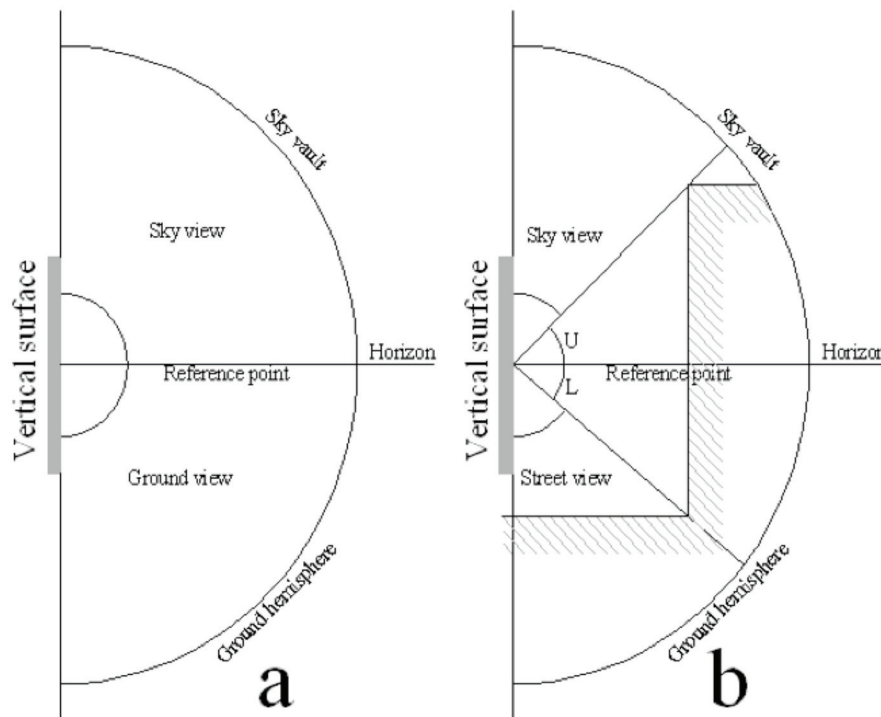 Sky vault
Sky view
Vertical surface
Horizon
Reference point
Ground view
Ground hemisphere
a
Sky vault
Sky view
Vertical surface
U
Horizon
Reference point
L
Street view
Ground hemisphere
b